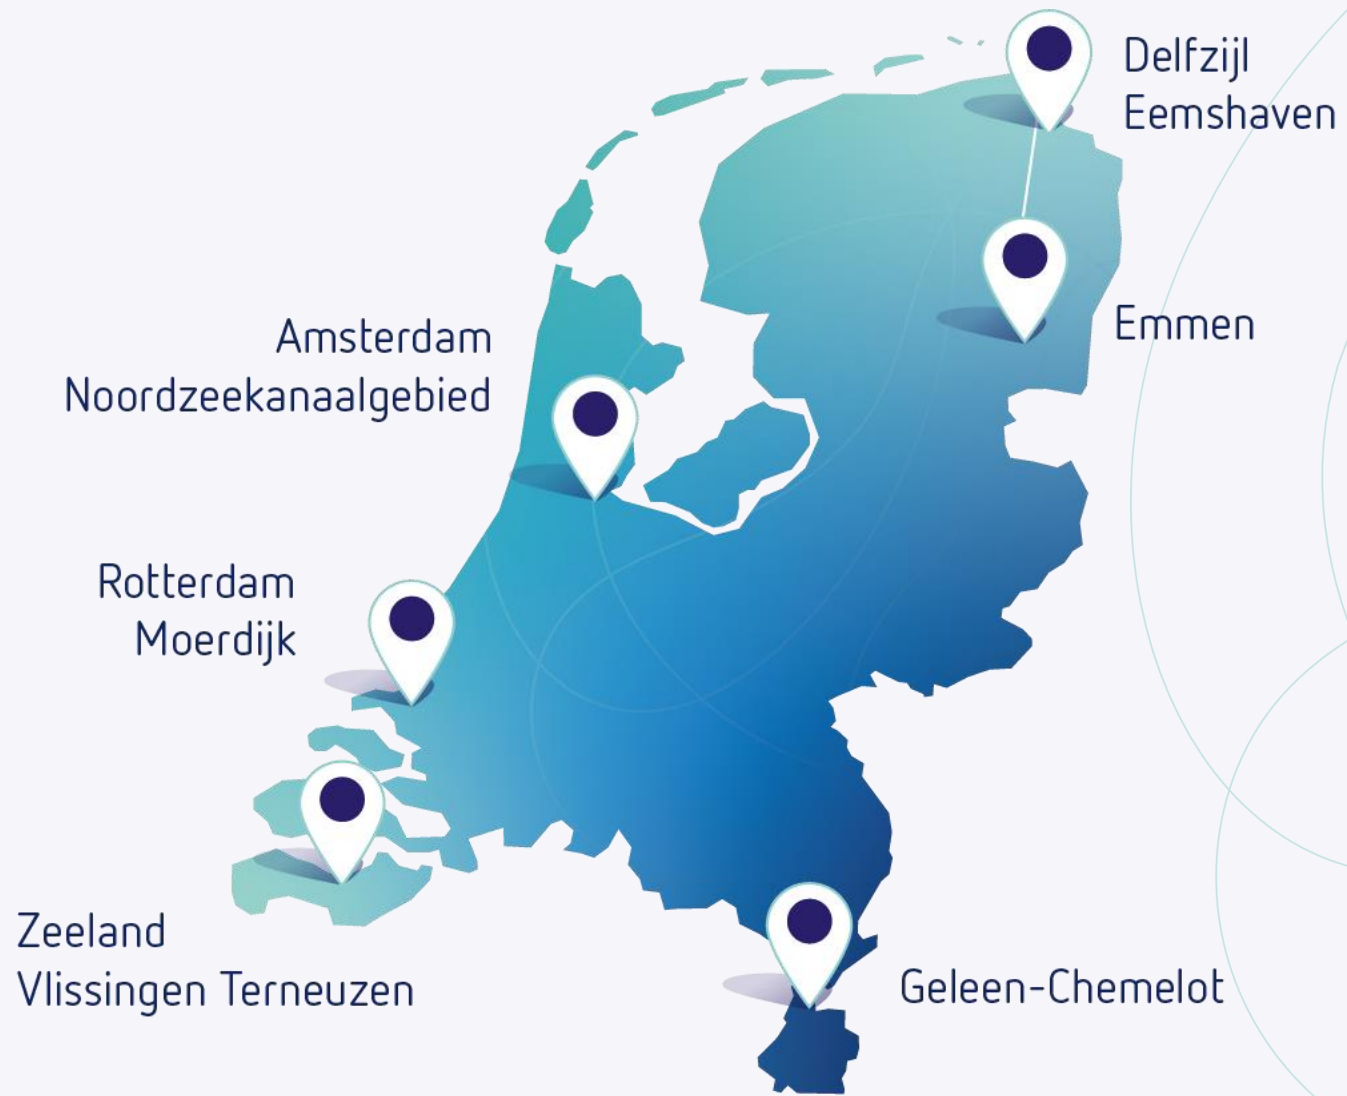 Delfzijl
Eemshaven
Emmen
Amsterdam
Noordzeekanaalgebied
Rotterdam
Moerdijk
Zeeland
Vlissingen Terneuzen
Geleen-Chemelot